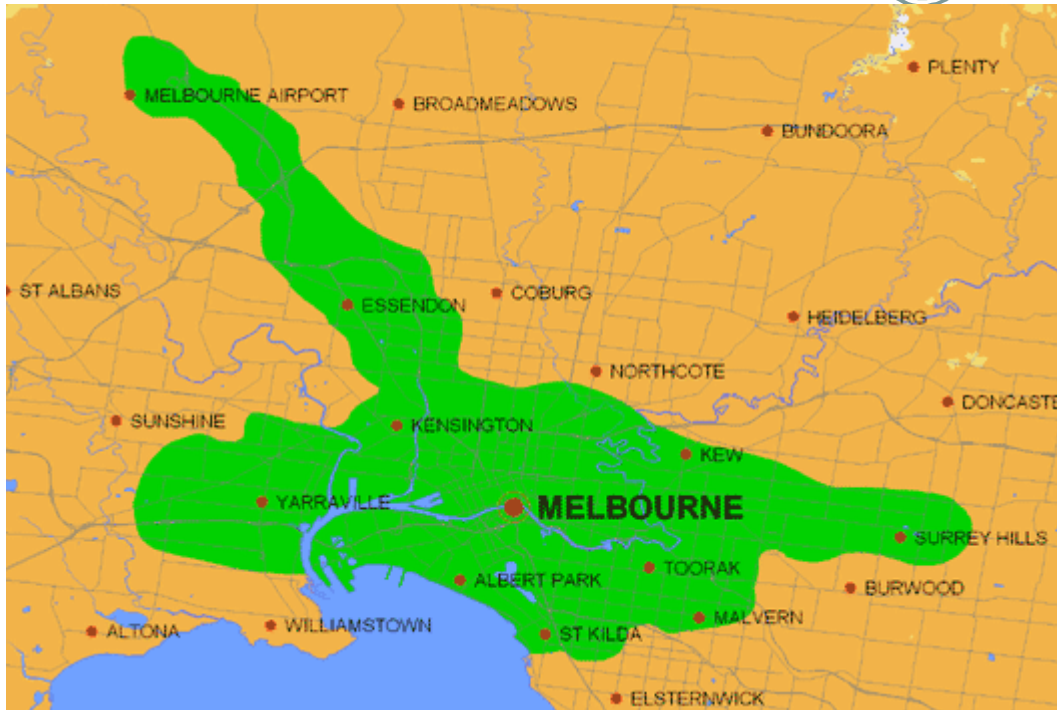 PLENTY
MELBOURNE AIRPORT
BROADMEADOWS
BUNDOORA
ST ALBANS
COBURG
ESSENDON
HEIDELBERG
NORTHCOTE
DONCASTE
SUNSHINE
KENSINGTON
KEW
YARRAVILLE
MELBOURNE
SURREY HILLS
TOORAK
ALBERT PARK
BURWOOD
MALVERN
WILLIAMSTOWN
ALTONA
ST KILDA
ELSTERNWICK